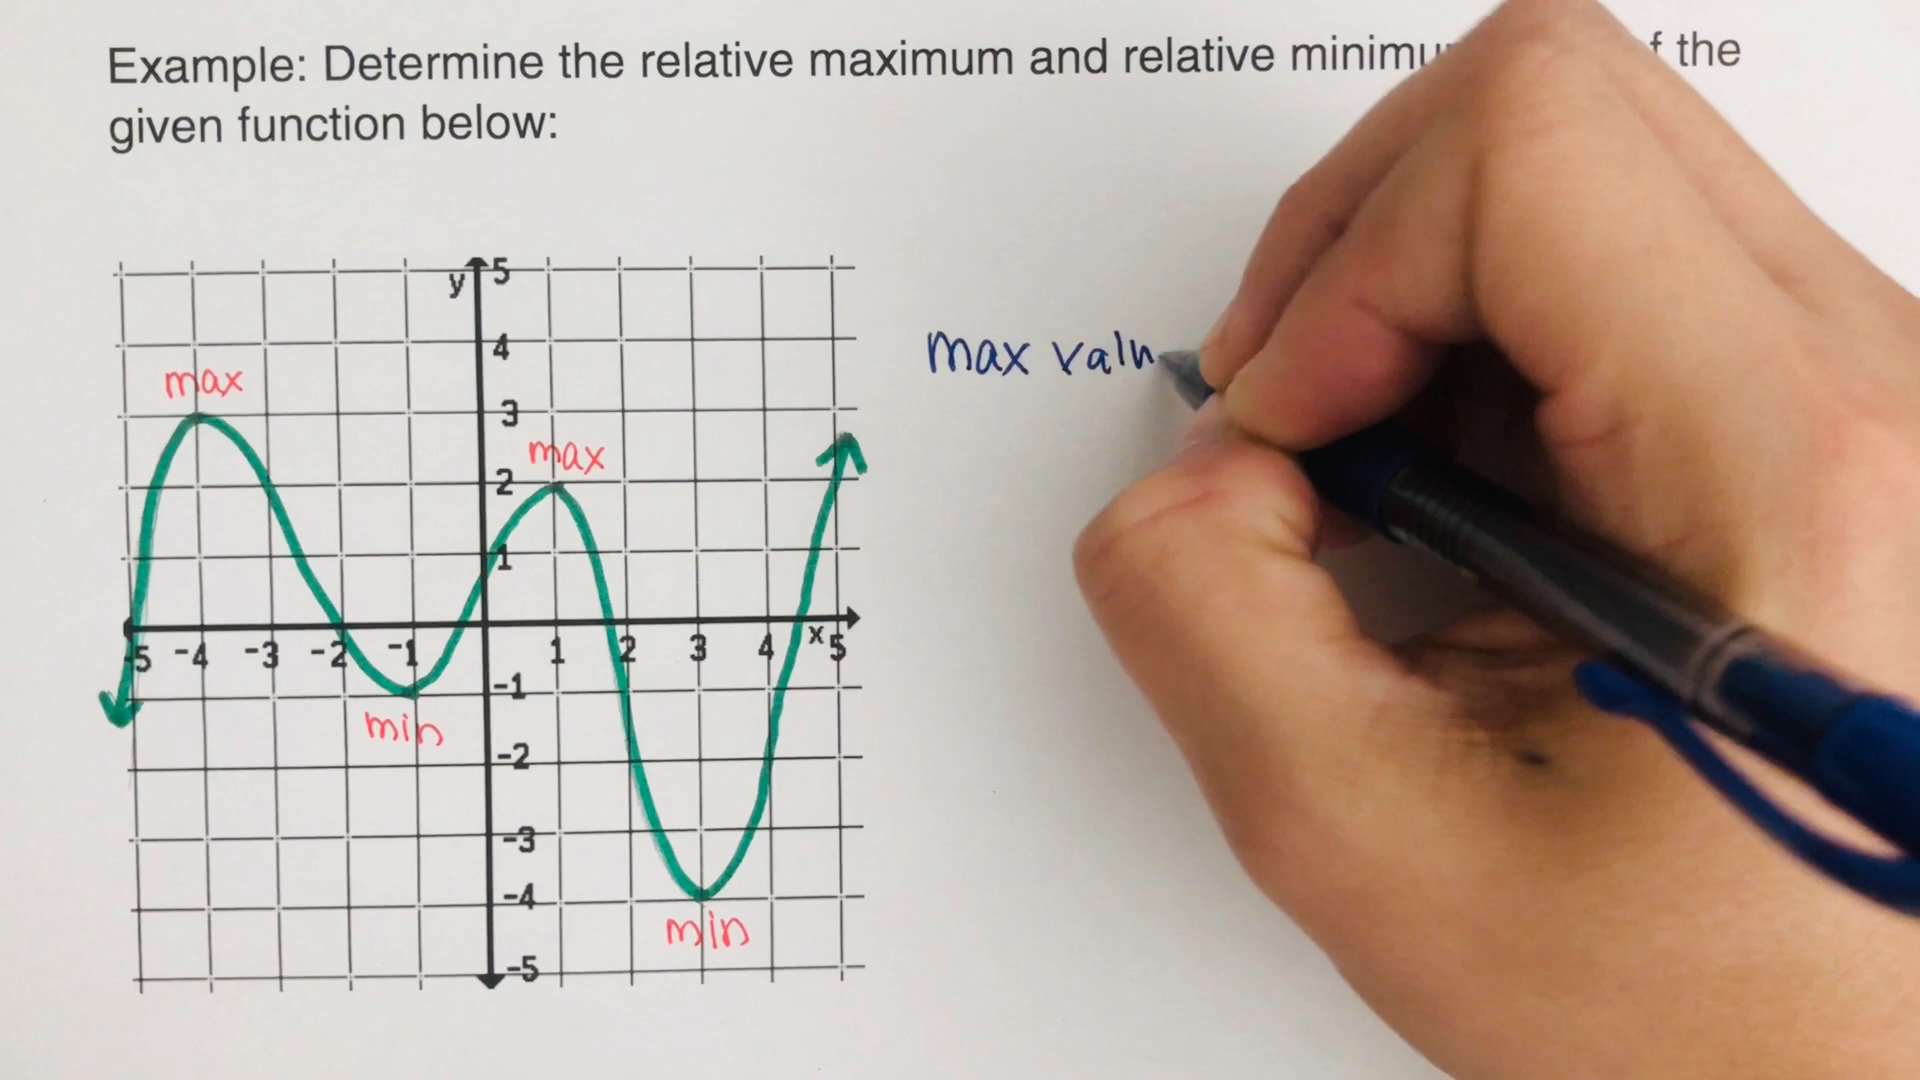 Example: Determine the relative maximum and relative the
given function below:
y
5
4
max
max valu
3
max
2
1
x
-5 -4 -3 -2 -1 1 2 3 4 5
-1
min
-2
-3
-4
min
-5